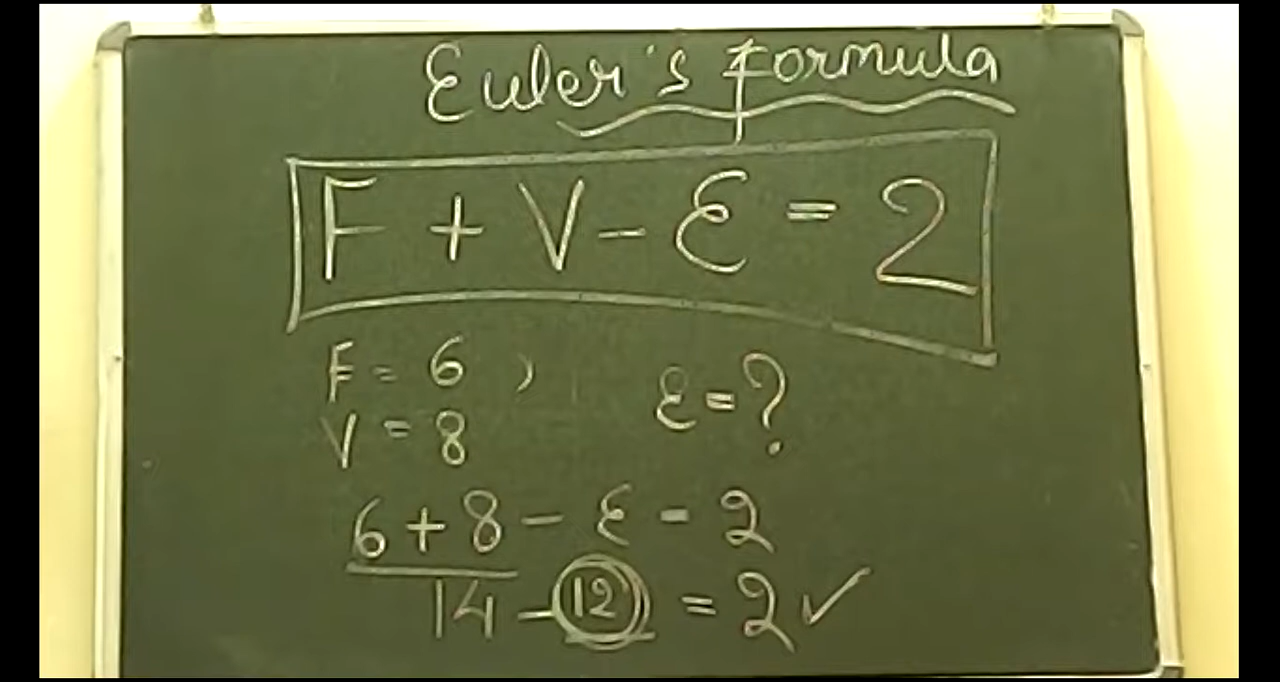 Euler's Formula
F + V - E = 2
F = 6, E = ?
V = 8
6 + 8 - E = 2
14 - 12 = 2 ✓